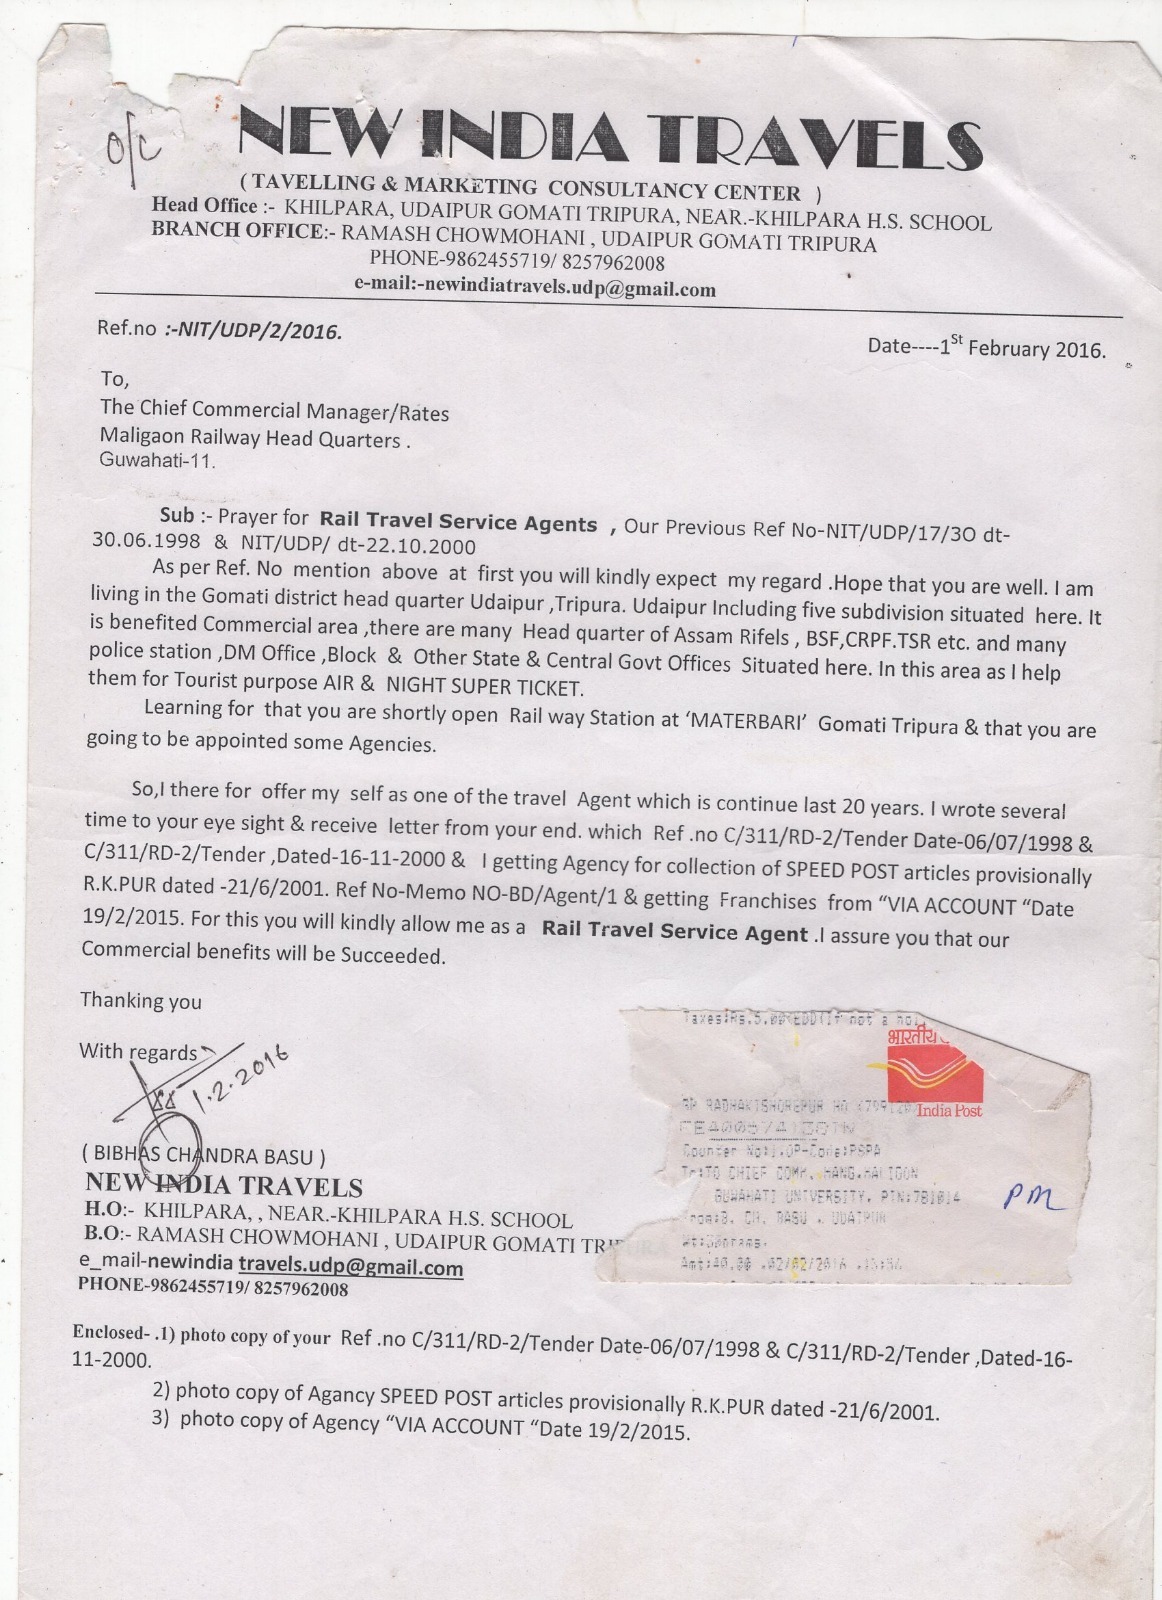 o/c
NEW INDIA TRAVELS
( TAVELLING & MARKETING CONSULTANCY CENTER )
Head Office :- KHILPARA, UDAIPUR GOMATI TRIPURA, NEAR.-KHILPARA H.S. SCHOOL
BRANCH OFFICE:- RAMASH CHOWMOHANI , UDAIPUR GOMATI TRIPURA
PHONE-9862455719/ 8257962008
e-mail:-newindiatravels.udp@gmail.com
Ref.no :-NIT/UDP/2/2016.
Date----1St February 2016.
To,
The Chief Commercial Manager/Rates
Maligaon Railway Head Quarters .
Guwahati-11.
Sub :- Prayer for Rail Travel Service Agents , Our Previous Ref No-NIT/UDP/17/3O dt-
30.06.1998 & NIT/UDP/ dt-22.10.2000
As per Ref. No mention above at first you will kindly expect my regard .Hope that you are well. I am
living in the Gomati district head quarter Udaipur ,Tripura. Udaipur Including five subdivision situated here. It
is benefited Commercial area ,there are many Head quarter of Assam Rifels , BSF,CRPF.TSR etc. and many
police station ,DM Office ,Block & Other State & Central Govt Offices Situated here. In this area as I help
them for Tourist purpose AIR & NIGHT SUPER TICKET.
Learning for that you are shortly open Rail way Station at ‘MATERBARI’ Gomati Tripura & that you are
going to be appointed some Agencies.
So,I there for offer my self as one of the travel Agent which is continue last 20 years. I wrote several
time to your eye sight & receive letter from your end. which Ref .no C/311/RD-2/Tender Date-06/07/1998 &
C/311/RD-2/Tender ,Dated-16-11-2000 & I getting Agency for collection of SPEED POST articles provisionally
R.K.PUR dated -21/6/2001. Ref No-Memo NO-BD/Agent/1 & getting Franchises from “VIA ACCOUNT “Date
19/2/2015. For this you will kindly allow me as a Rail Travel Service Agent .I assure you that our
Commercial benefits will be Succeeded.
Thanking you
With regards
1.2.2016
( BIBHAS CHANDRA BASU )
NEW INDIA TRAVELS
H.O:- KHILPARA, , NEAR.-KHILPARA H.S. SCHOOL
B.O:- RAMASH CHOWMOHANI , UDAIPUR GOMATI TRIPURA
e_mail-newindia travels.udp@gmail.com
PHONE-9862455719/ 8257962008
Taxes:Rs.5.00<EDD(If not a hol
भारतीय
India Post
SP RADHAKISHOREPUR HO
Counter No:1,OP-Code:PSPA
To:TO CHIEF COMM. MANG.MALIGON
GUWAHATI UNIVERSITY, PIN:781014
From:B. CH. BASU , UDAIPUR
Amt:40.00 ,02/02/2016
PM
Enclosed- .1) photo copy of your Ref .no C/311/RD-2/Tender Date-06/07/1998 & C/311/RD-2/Tender ,Dated-16-
11-2000.
2) photo copy of Agancy SPEED POST articles provisionally R.K.PUR dated -21/6/2001.
3) photo copy of Agency “VIA ACCOUNT “Date 19/2/2015.